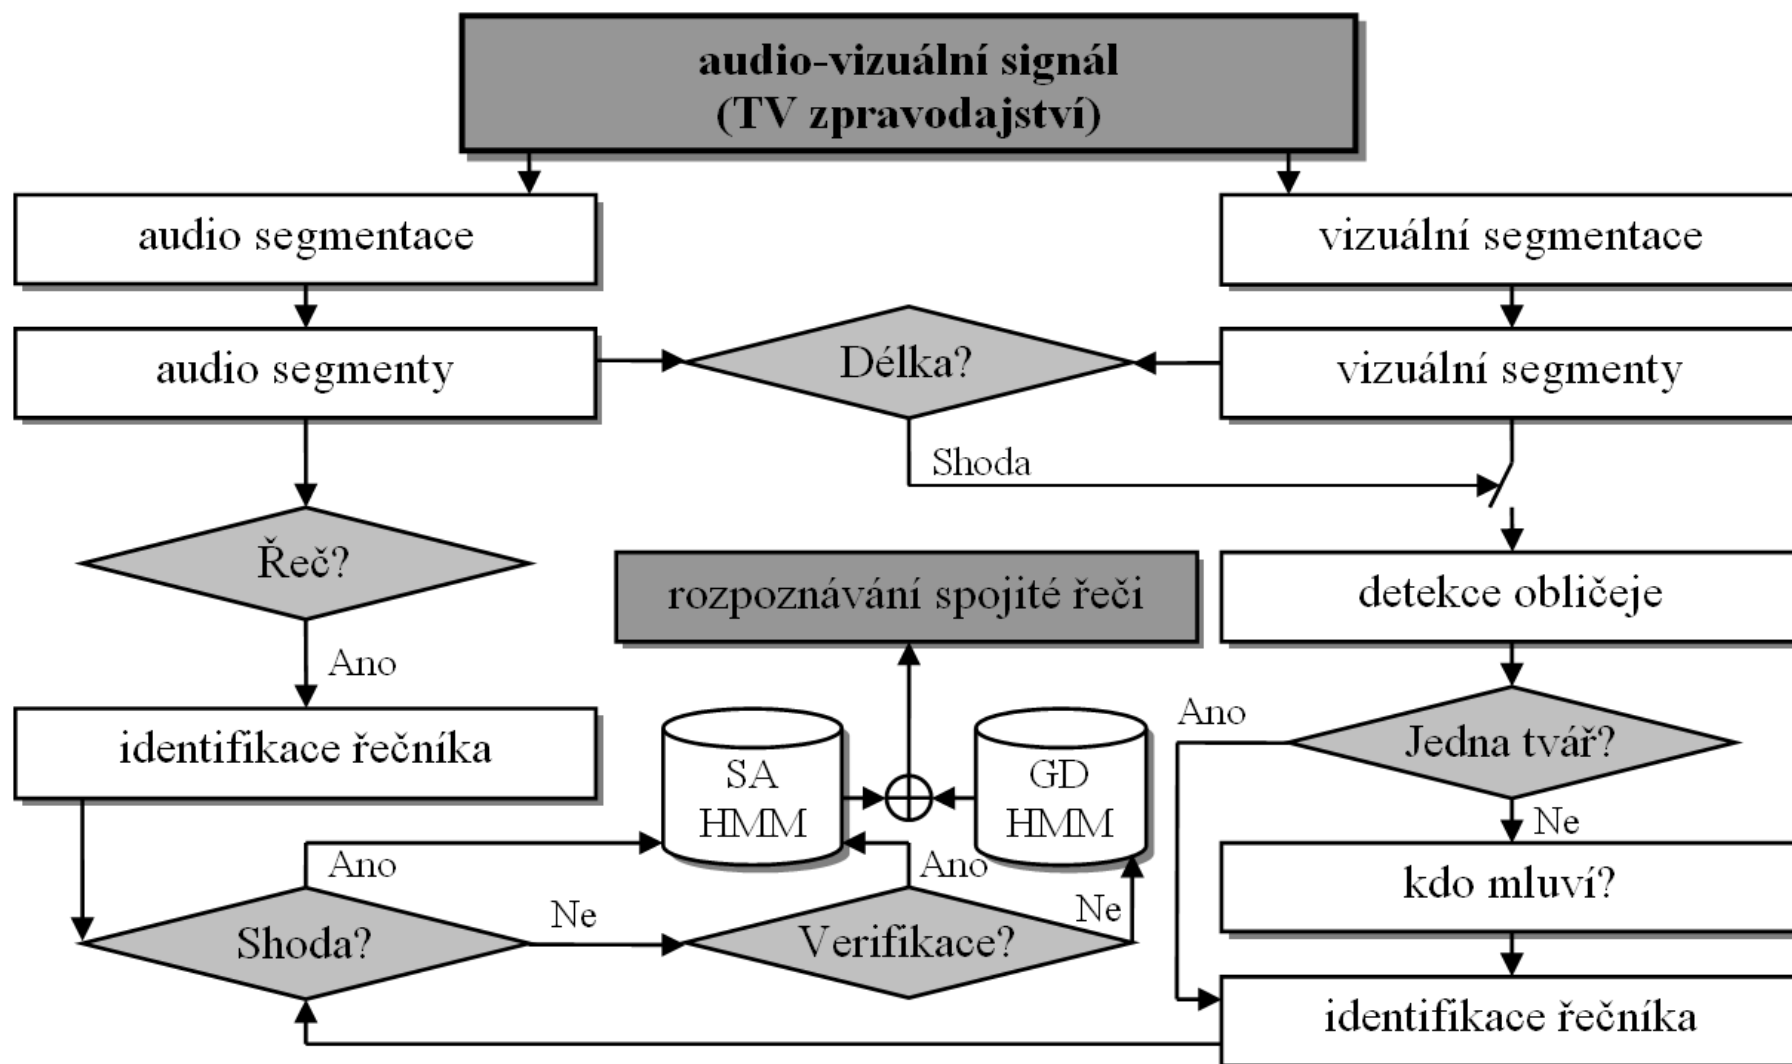 audio-vizuální signál
(TV zpravodajství)
audio segmentace
vizuální segmentace
audio segmenty
Délka?
vizuální segmenty
Shoda
Řeč?
rozpoznávání spojité řeči
detekce obličeje
Ano
identifikace řečníka
SA
HMM
GD
HMM
Ano
Jedna tvář?
Ne
Ano
Ano
kdo mluví?
Ne
Ne
Shoda?
Verifikace?
identifikace řečníka